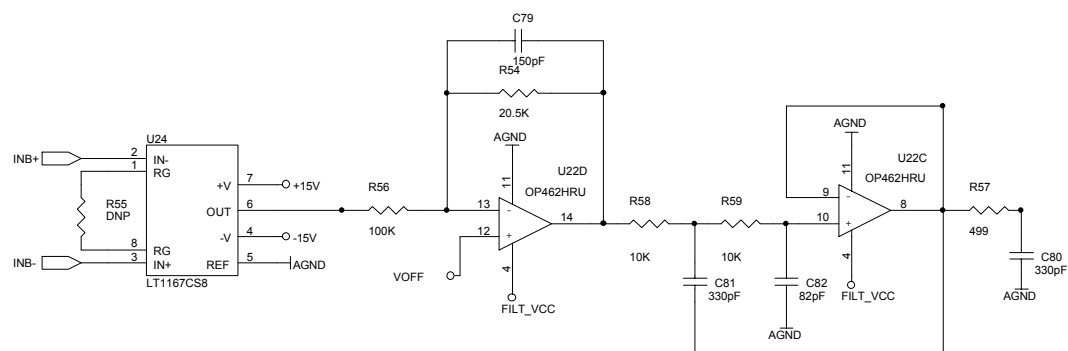 C79
150pF
R54
20.5K
U24
AGND
AGND
INB+
2
IN-
1
RG
U22D
U22C
OP462HRU
OP462HRU
+V
7
+15V
11
11
R55
DNP
OUT
6
R56
100K
13
-
12
+
14
R58
10K
R59
10K
9
-
10
+
8
R57
499
-V
4
-15V
8
RG
INB-
3
IN+
REF
5
AGND
LT1167CS8
VOFF
4
4
FILT_VCC
FILT_VCC
C81
330pF
C82
82pF
C80
330pF
AGND
AGND